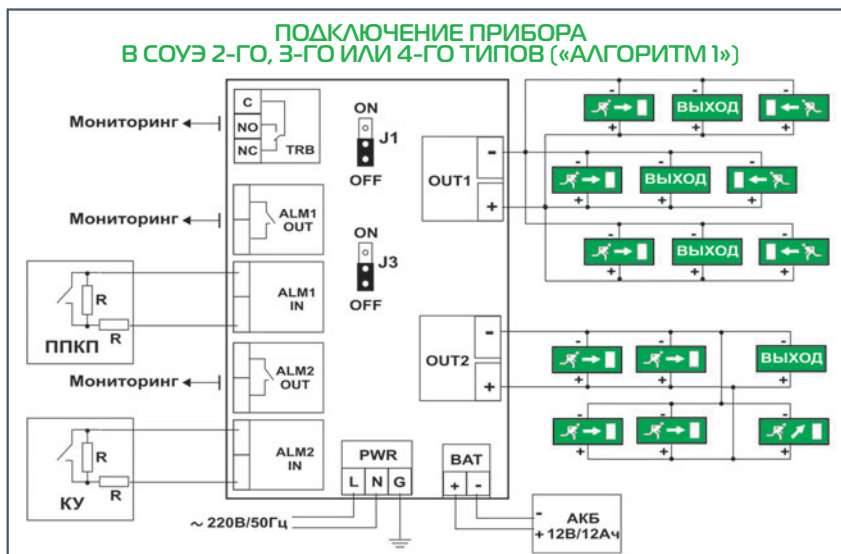 ПОДКЛЮЧЕНИЕ ПРИБОРА
В СОУЭ 2-ГО, 3-ГО ИЛИ 4-ГО ТИПОВ («АЛГОРИТМ 1»)
Мониторинг
C
NO
NC
TRB
ON
J1
OFF
Мониторинг
ALM1
OUT
ON
J3
OFF
R
R
ППКП
ALM1
IN
Мониторинг
ALM2
OUT
R
R
КУ
ALM2
IN
PWR
L N G
~ 220В/50Гц
BAT
+ -
-
АКБ
+ 12В/12Ач
OUT1
-
+
- - -
ВЫХОД
+ + +
- - -
ВЫХОД
+ + +
- - -
ВЫХОД
+ + +
OUT2
-
+
- - -
ВЫХОД
+ + +
- - -
+ + +